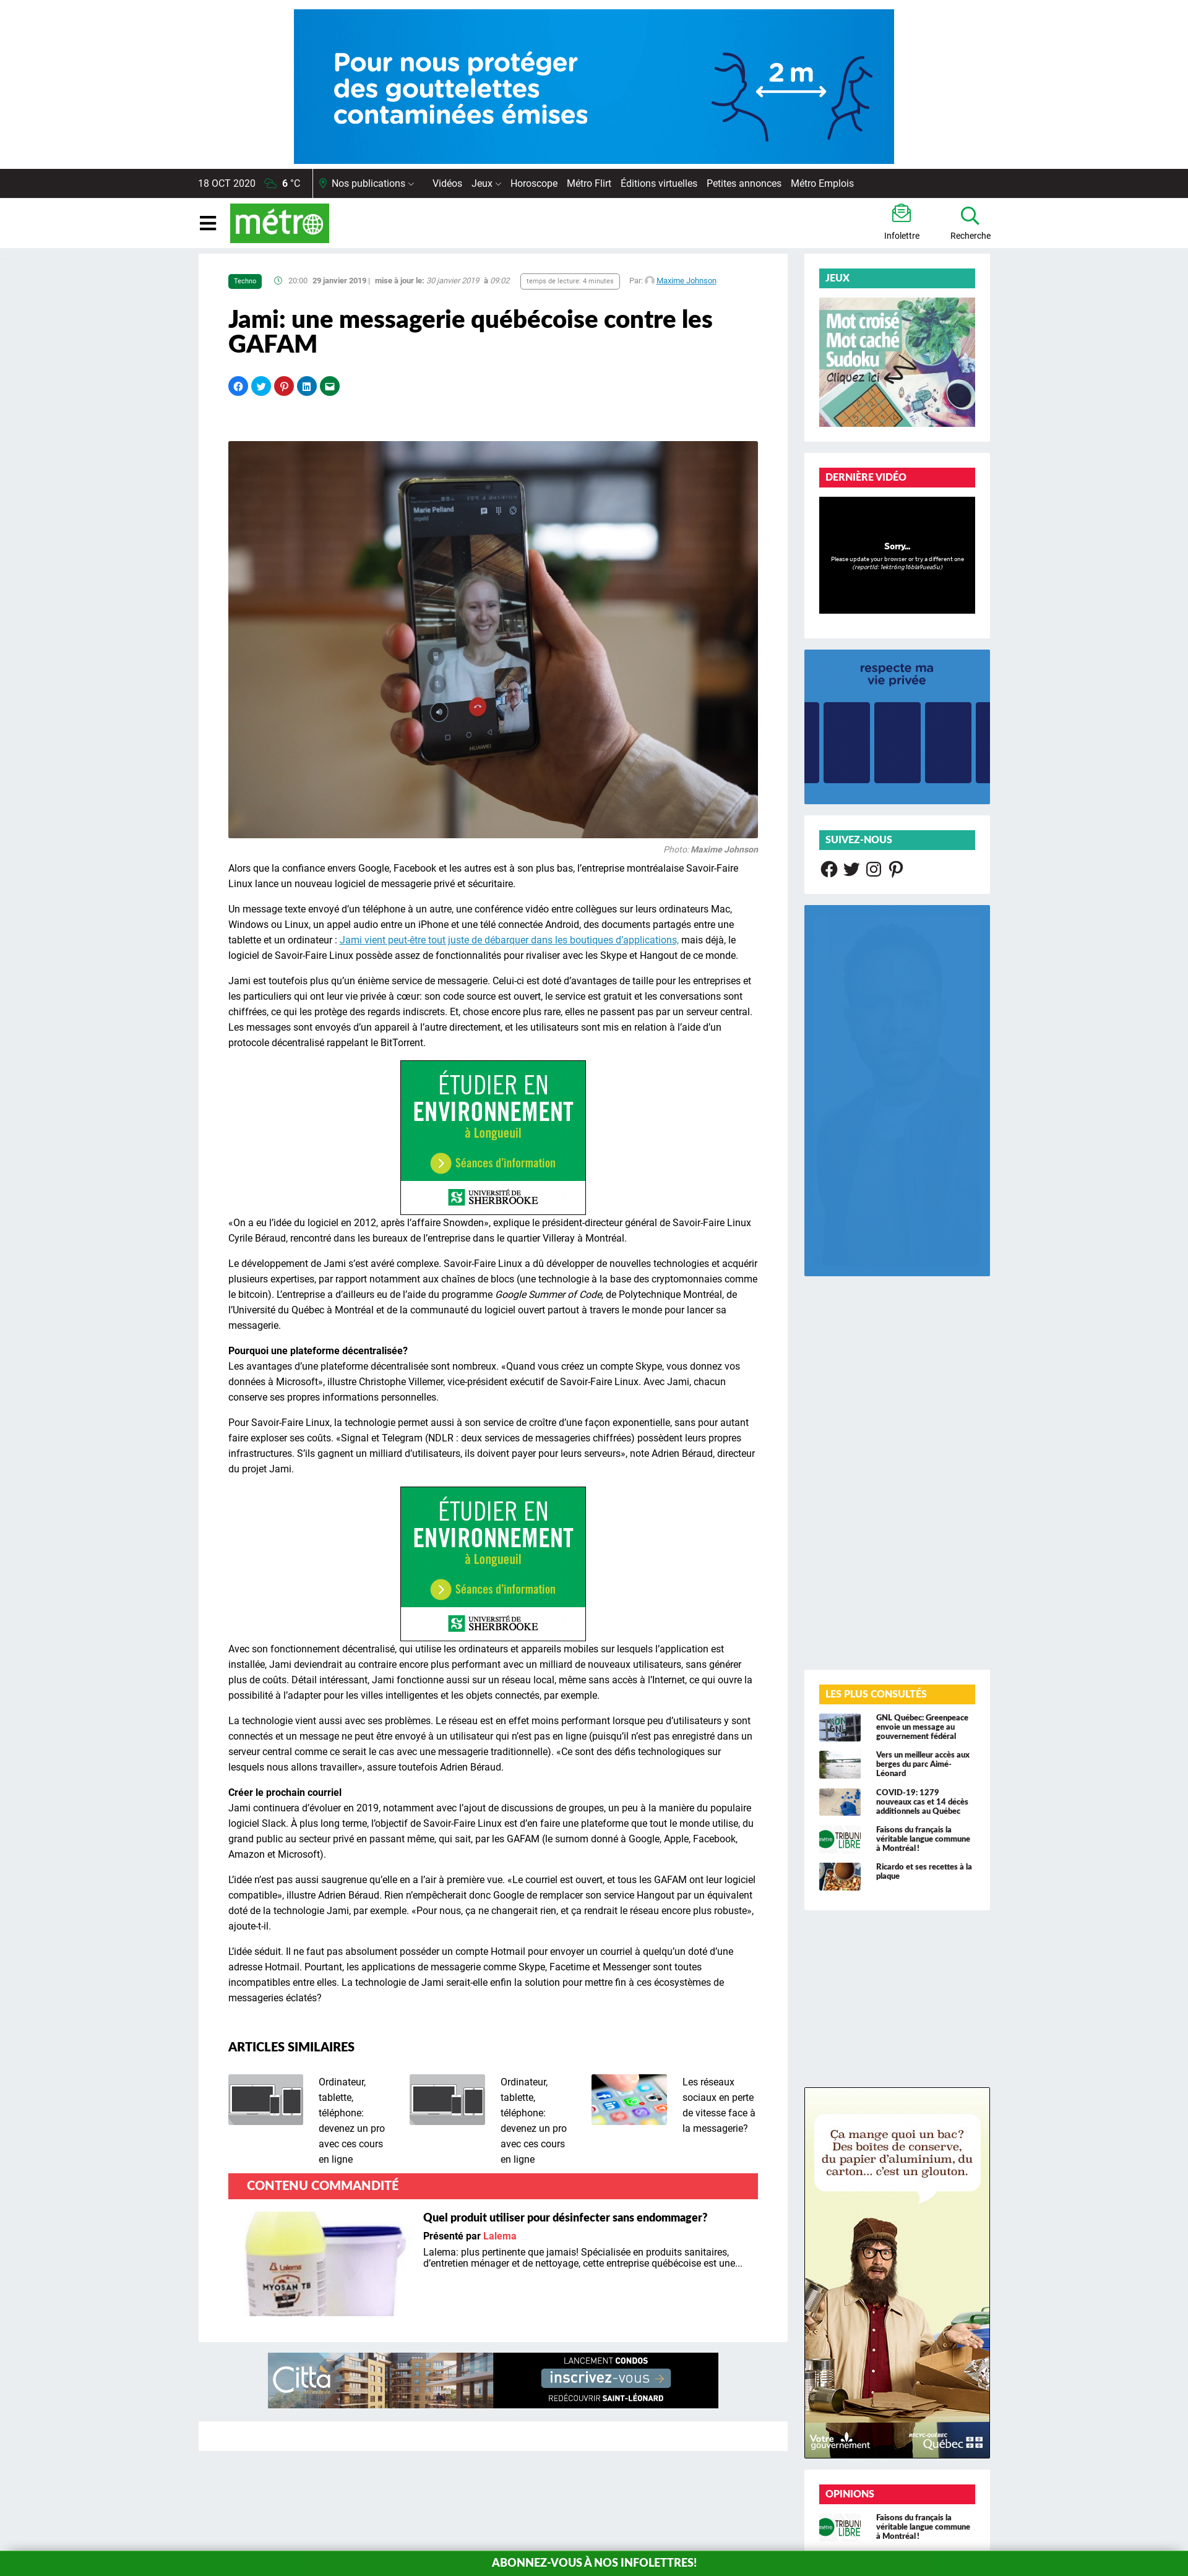 Pour nous protéger
des gouttelettes
contaminées émises
2 m
18 OCT 2020 6 °C Nos publications Vidéos Jeux Horoscope Métro Flirt Éditions virtuelles Petites annonces Métro Emplois
métro
Infolettre
Recherche
Techno 20:00 29 janvier 2019 | mise à jour le: 30 janvier 2019 à 09:02 temps de lecture: 4 minutes Par: Maxime Johnson
Jami: une messagerie québécoise contre les
GAFAM
Marie Pelland
HUAWEI
Photo: Maxime Johnson
Alors que la confiance envers Google, Facebook et les autres est à son plus bas, l’entreprise montréalaise Savoir-Faire
Linux lance un nouveau logiciel de messagerie privé et sécuritaire.
Un message texte envoyé d’un téléphone à un autre, une conférence vidéo entre collègues sur leurs ordinateurs Mac,
Windows ou Linux, un appel audio entre un iPhone et une télé connectée Android, des documents partagés entre une
tablette et un ordinateur : Jami vient peut-être tout juste de débarquer dans les boutiques d’applications, mais déjà, le
logiciel de Savoir-Faire Linux possède assez de fonctionnalités pour rivaliser avec les Skype et Hangout de ce monde.
Jami est toutefois plus qu’un énième service de messagerie. Celui-ci est doté d’avantages de taille pour les entreprises et
les particuliers qui ont leur vie privée à cœur: son code source est ouvert, le service est gratuit et les conversations sont
chiffrées, ce qui les protège des regards indiscrets. Et, chose encore plus rare, elles ne passent pas par un serveur central.
Les messages sont envoyés d’un appareil à l’autre directement, et les utilisateurs sont mis en relation à l’aide d’un
protocole décentralisé rappelant le BitTorrent.
ÉTUDIER EN
ENVIRONNEMENT
à Longueuil
Séances d’information
UNIVERSITÉ DE
SHERBROOKE
«On a eu l’idée du logiciel en 2012, après l’affaire Snowden», explique le président-directeur général de Savoir-Faire Linux
Cyrile Béraud, rencontré dans les bureaux de l’entreprise dans le quartier Villeray à Montréal.
Le développement de Jami s’est avéré complexe. Savoir-Faire Linux a dû développer de nouvelles technologies et acquérir
plusieurs expertises, par rapport notamment aux chaînes de blocs (une technologie à la base des cryptomonnaies comme
le bitcoin). L’entreprise a d’ailleurs eu de l’aide du programme Google Summer of Code, de Polytechnique Montréal, de
l’Université du Québec à Montréal et de la communauté du logiciel ouvert partout à travers le monde pour lancer sa
messagerie.
Pourquoi une plateforme décentralisée?
Les avantages d’une plateforme décentralisée sont nombreux. «Quand vous créez un compte Skype, vous donnez vos
données à Microsoft», illustre Christophe Villemer, vice-président exécutif de Savoir-Faire Linux. Avec Jami, chacun
conserve ses propres informations personnelles.
Pour Savoir-Faire Linux, la technologie permet aussi à son service de croître d’une façon exponentielle, sans pour autant
faire exploser ses coûts. «Signal et Telegram (NDLR : deux services de messageries chiffrées) possèdent leurs propres
infrastructures. S’ils gagnent un milliard d’utilisateurs, ils doivent payer pour leurs serveurs», note Adrien Béraud, directeur
du projet Jami.
ÉTUDIER EN
ENVIRONNEMENT
à Longueuil
Séances d’information
UNIVERSITÉ DE
SHERBROOKE
Avec son fonctionnement décentralisé, qui utilise les ordinateurs et appareils mobiles sur lesquels l’application est
installée, Jami deviendrait au contraire encore plus performant avec un milliard de nouveaux utilisateurs, sans générer
plus de coûts. Détail intéressant, Jami fonctionne aussi sur un réseau local, même sans accès à l’Internet, ce qui ouvre la
possibilité à l’adapter pour les villes intelligentes et les objets connectés, par exemple.
La technologie vient aussi avec ses problèmes. Le réseau est en effet moins performant lorsque peu d’utilisateurs y sont
connectés et un message ne peut être envoyé à un utilisateur qui n’est pas en ligne (puisqu’il n’est pas enregistré dans un
serveur central comme ce serait le cas avec une messagerie traditionnelle). «Ce sont des défis technologiques sur
lesquels nous allons travailler», assure toutefois Adrien Béraud.
Créer le prochain courriel
Jami continuera d’évoluer en 2019, notamment avec l’ajout de discussions de groupes, un peu à la manière du populaire
logiciel Slack. À plus long terme, l’objectif de Savoir-Faire Linux est d’en faire une plateforme que tout le monde utilise, du
grand public au secteur privé en passant même, qui sait, par les GAFAM (le surnom donné à Google, Apple, Facebook,
Amazon et Microsoft).
L’idée n’est pas aussi saugrenue qu’elle en a l’air à première vue. «Le courriel est ouvert, et tous les GAFAM ont leur logiciel
compatible», illustre Adrien Béraud. Rien n’empêcherait donc Google de remplacer son service Hangout par un équivalent
doté de la technologie Jami, par exemple. «Pour nous, ça ne changerait rien, et ça rendrait le réseau encore plus robuste»,
ajoute-t-il.
L’idée séduit. Il ne faut pas absolument posséder un compte Hotmail pour envoyer un courriel à quelqu’un doté d’une
adresse Hotmail. Pourtant, les applications de messagerie comme Skype, Facetime et Messenger sont toutes
incompatibles entre elles. La technologie de Jami serait-elle enfin la solution pour mettre fin à ces écosystèmes de
messageries éclatés?
ARTICLES SIMILAIRES
Ordinateur,
tablette,
téléphone:
devenez un pro
avec ces cours
en ligne
Ordinateur,
tablette,
téléphone:
devenez un pro
avec ces cours
en ligne
Les réseaux
sociaux en perte
de vitesse face à
la messagerie?
CONTENU COMMANDITÉ
Lalema
MYOSAN TB
Quel produit utiliser pour désinfecter sans endommager?
Présenté par Lalema
Lalema: plus pertinente que jamais! Spécialisée en produits sanitaires,
d’entretien ménager et de nettoyage, cette entreprise québécoise est une...
Città
LANCEMENT CONDOS
inscrivez-vous
REDÉCOUVRIR SAINT-LÉONARD
JEUX
Mot croisé
Mot caché
Sudoku
Cliquez ici
DERNIÈRE VIDÉO
Sorry...
Please update your browser or try a different one
(reportId: 1ektrông16bla9uea5u)
respecte ma
vie privée
SUIVEZ-NOUS
LES PLUS CONSULTÉS
GNL Québec: Greenpeace
envoie un message au
gouvernement fédéral
Vers un meilleur accès aux
berges du parc Aimé-
Léonard
COVID-19: 1279
nouveaux cas et 14 décès
additionnels au Québec
métro TRIBUNE
LIBRE
Faisons du français la
véritable langue commune
à Montréal!
Ricardo et ses recettes à la
plaque
Ça mange quoi un bac?
Des boîtes de conserve,
du papier d’aluminium, du
carton... c’est un glouton.
Votre
gouvernement
RECYC-QUÉBEC
Québec
OPINIONS
métro TRIBUNE
LIBRE
Faisons du français la
véritable langue commune
à Montréal!
ABONNEZ-VOUS À NOS INFOLETTRES!